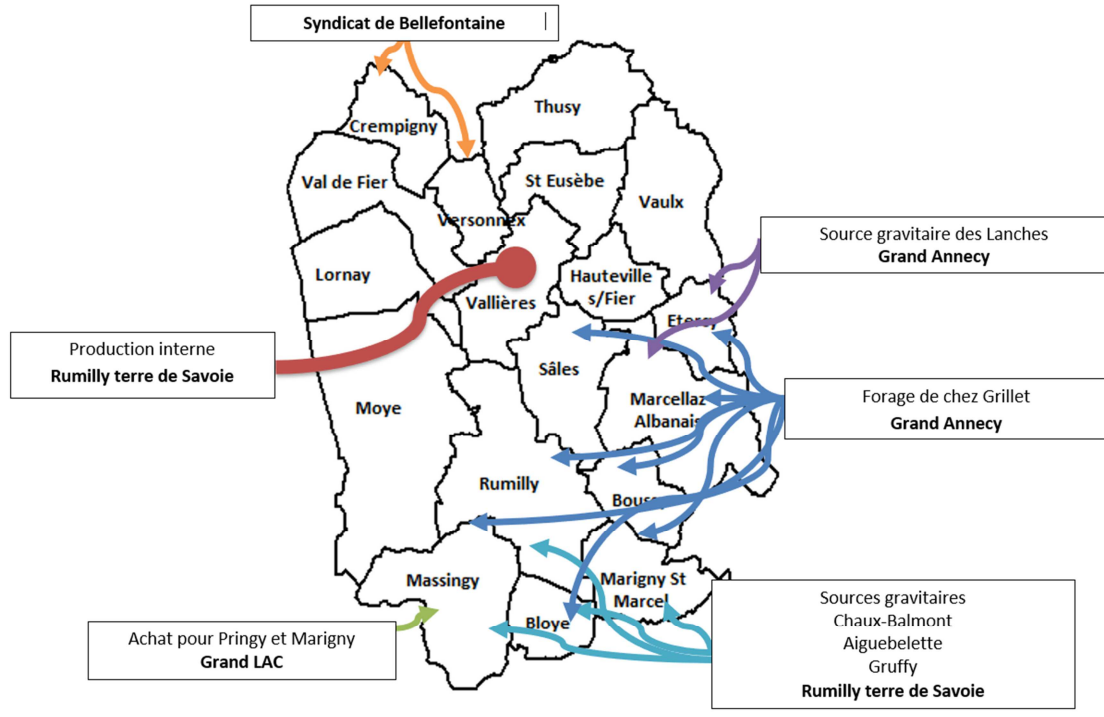 Syndicat de Bellefontaine
Thusy
Crempigny
Val de Fier
St Eusèbe
Vaulx
Versonnex
Source gravitaire des Lanches
Grand Annecy
Lornay
Hauteville
s/Fier
Vallières
Etercy
Production interne
Rumilly terre de Savoie
Sâles
Moye
Marcellaz
Albanais
Forage de chez Grillet
Grand Annecy
Rumilly
Massingy
Marigny St
Marcel
Bloye
Achat pour Pringy et Marigny
Grand LAC
Sources gravitaires
Chaux-Balmont
Aiguebelette
Gruffy
Rumilly terre de Savoie